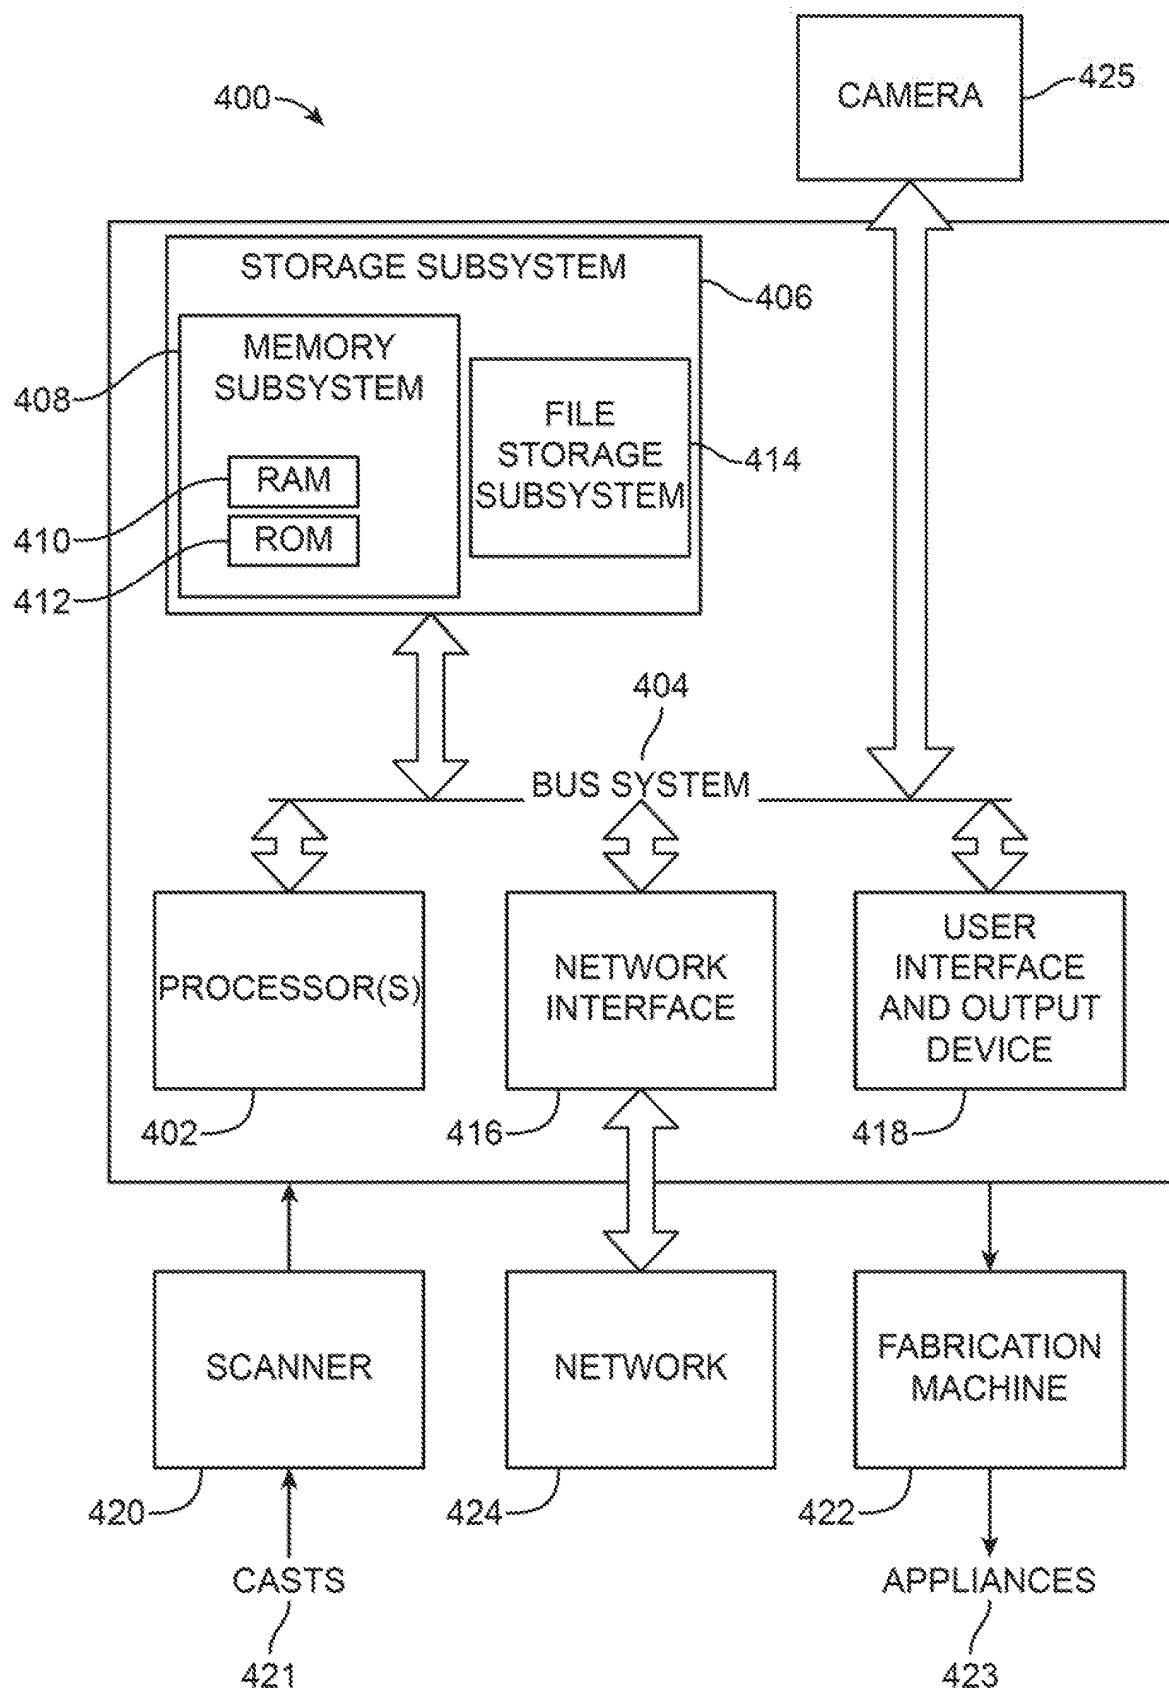 400
CAMERA
425
STORAGE SUBSYSTEM
406
408
MEMORY
SUBSYSTEM
FILE
STORAGE
SUBSYSTEM
414
RAM
410
ROM
412
404
BUS SYSTEM
PROCESSOR(S)
NETWORK
INTERFACE
USER
INTERFACE
AND OUTPUT
DEVICE
402
416
418
SCANNER
NETWORK
FABRICATION
MACHINE
420
424
422
CASTS
APPLIANCES
421
423